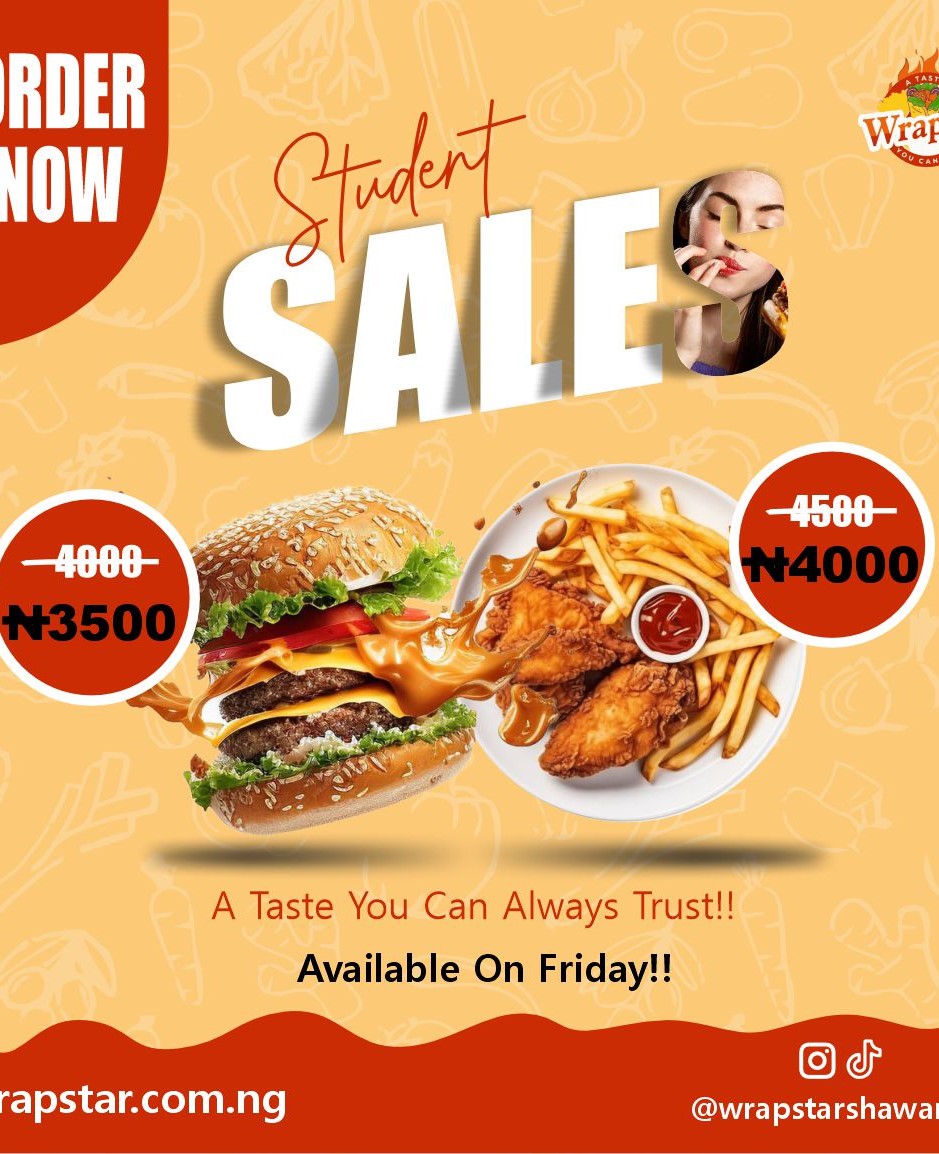 ORDER
NOW
A TAST
Wrap
YOU CAN
Student
SALES
4000
₦3500
4500
₦4000
A Taste You Can Always Trust!!
Available On Friday!!
rapstar.com.ng
@wrapstarshawar